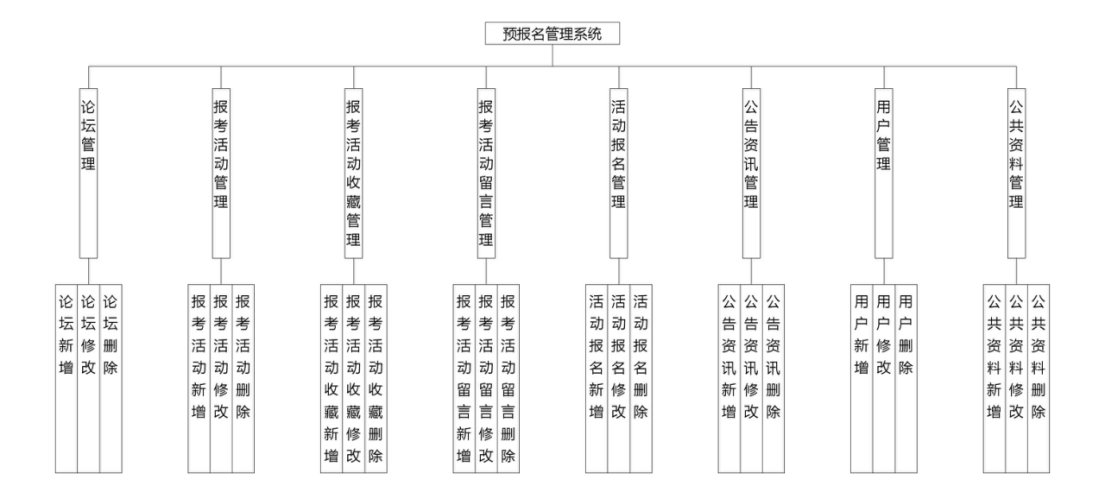 预报名管理系统
论坛管理
报考活动管理
报考活动收藏管理
报考活动留言管理
活动报名管理
公告资讯管理
用户管理
公共资料管理
论坛新增
论坛修改
论坛删除
报考活动新增
报考活动修改
报考活动删除
报考活动收藏新增
报考活动收藏修改
报考活动收藏删除
报考活动留言新增
报考活动留言修改
报考活动留言删除
活动报名新增
活动报名修改
活动报名删除
公告资讯新增
公告资讯修改
公告资讯删除
用户新增
用户修改
用户删除
公共资料新增
公共资料修改
公共资料删除